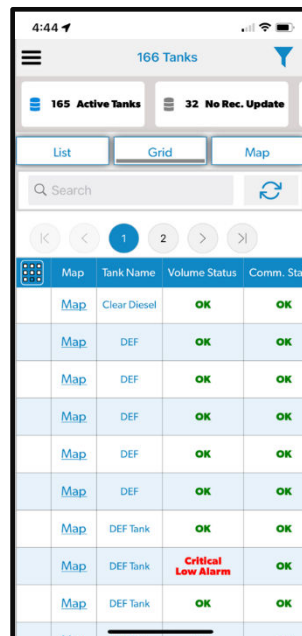 4:44
166 Tanks
165 Active Tanks 32 No Rec. Update
List Grid Map
Search
1 2
Map Tank Name Volume Status Comm. Sta
Map Clear Diesel OK OK
Map DEF OK OK
Map DEF OK OK
Map DEF OK OK
Map DEF OK OK
Map DEF OK OK
Map DEF Tank OK OK
Map DEF Tank Critical Low Alarm OK
Map DEF Tank OK OK